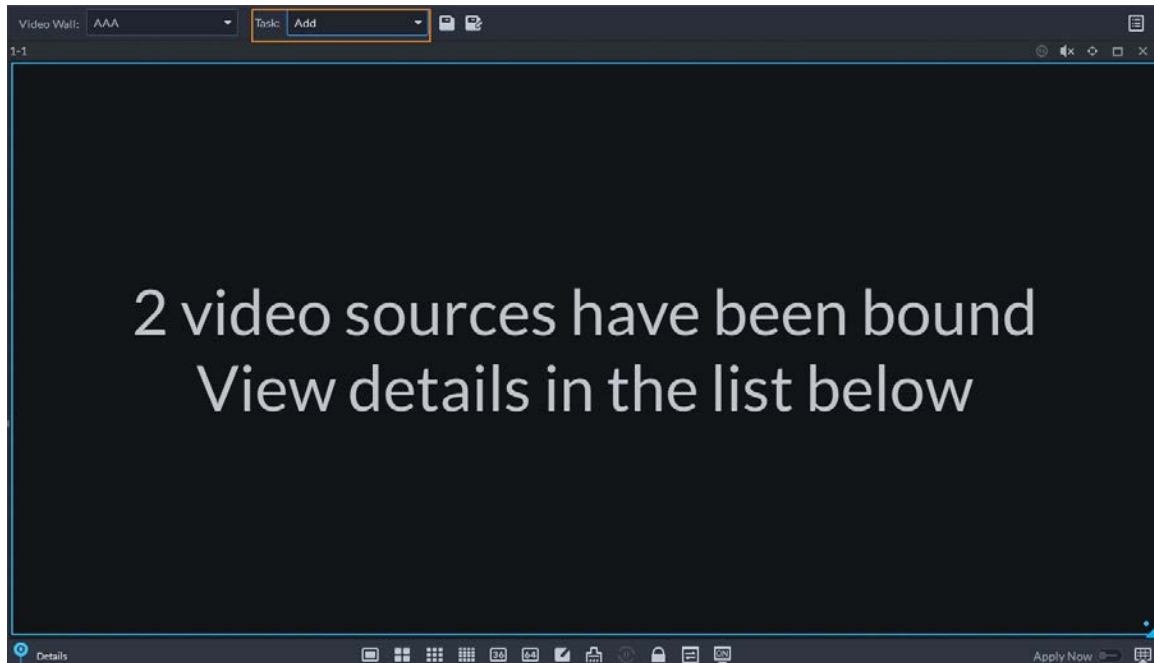 Video Wall: AAA Task: Add
1-1
2 video sources have been bound
View details in the list below
Details 36 64 ON Apply Now